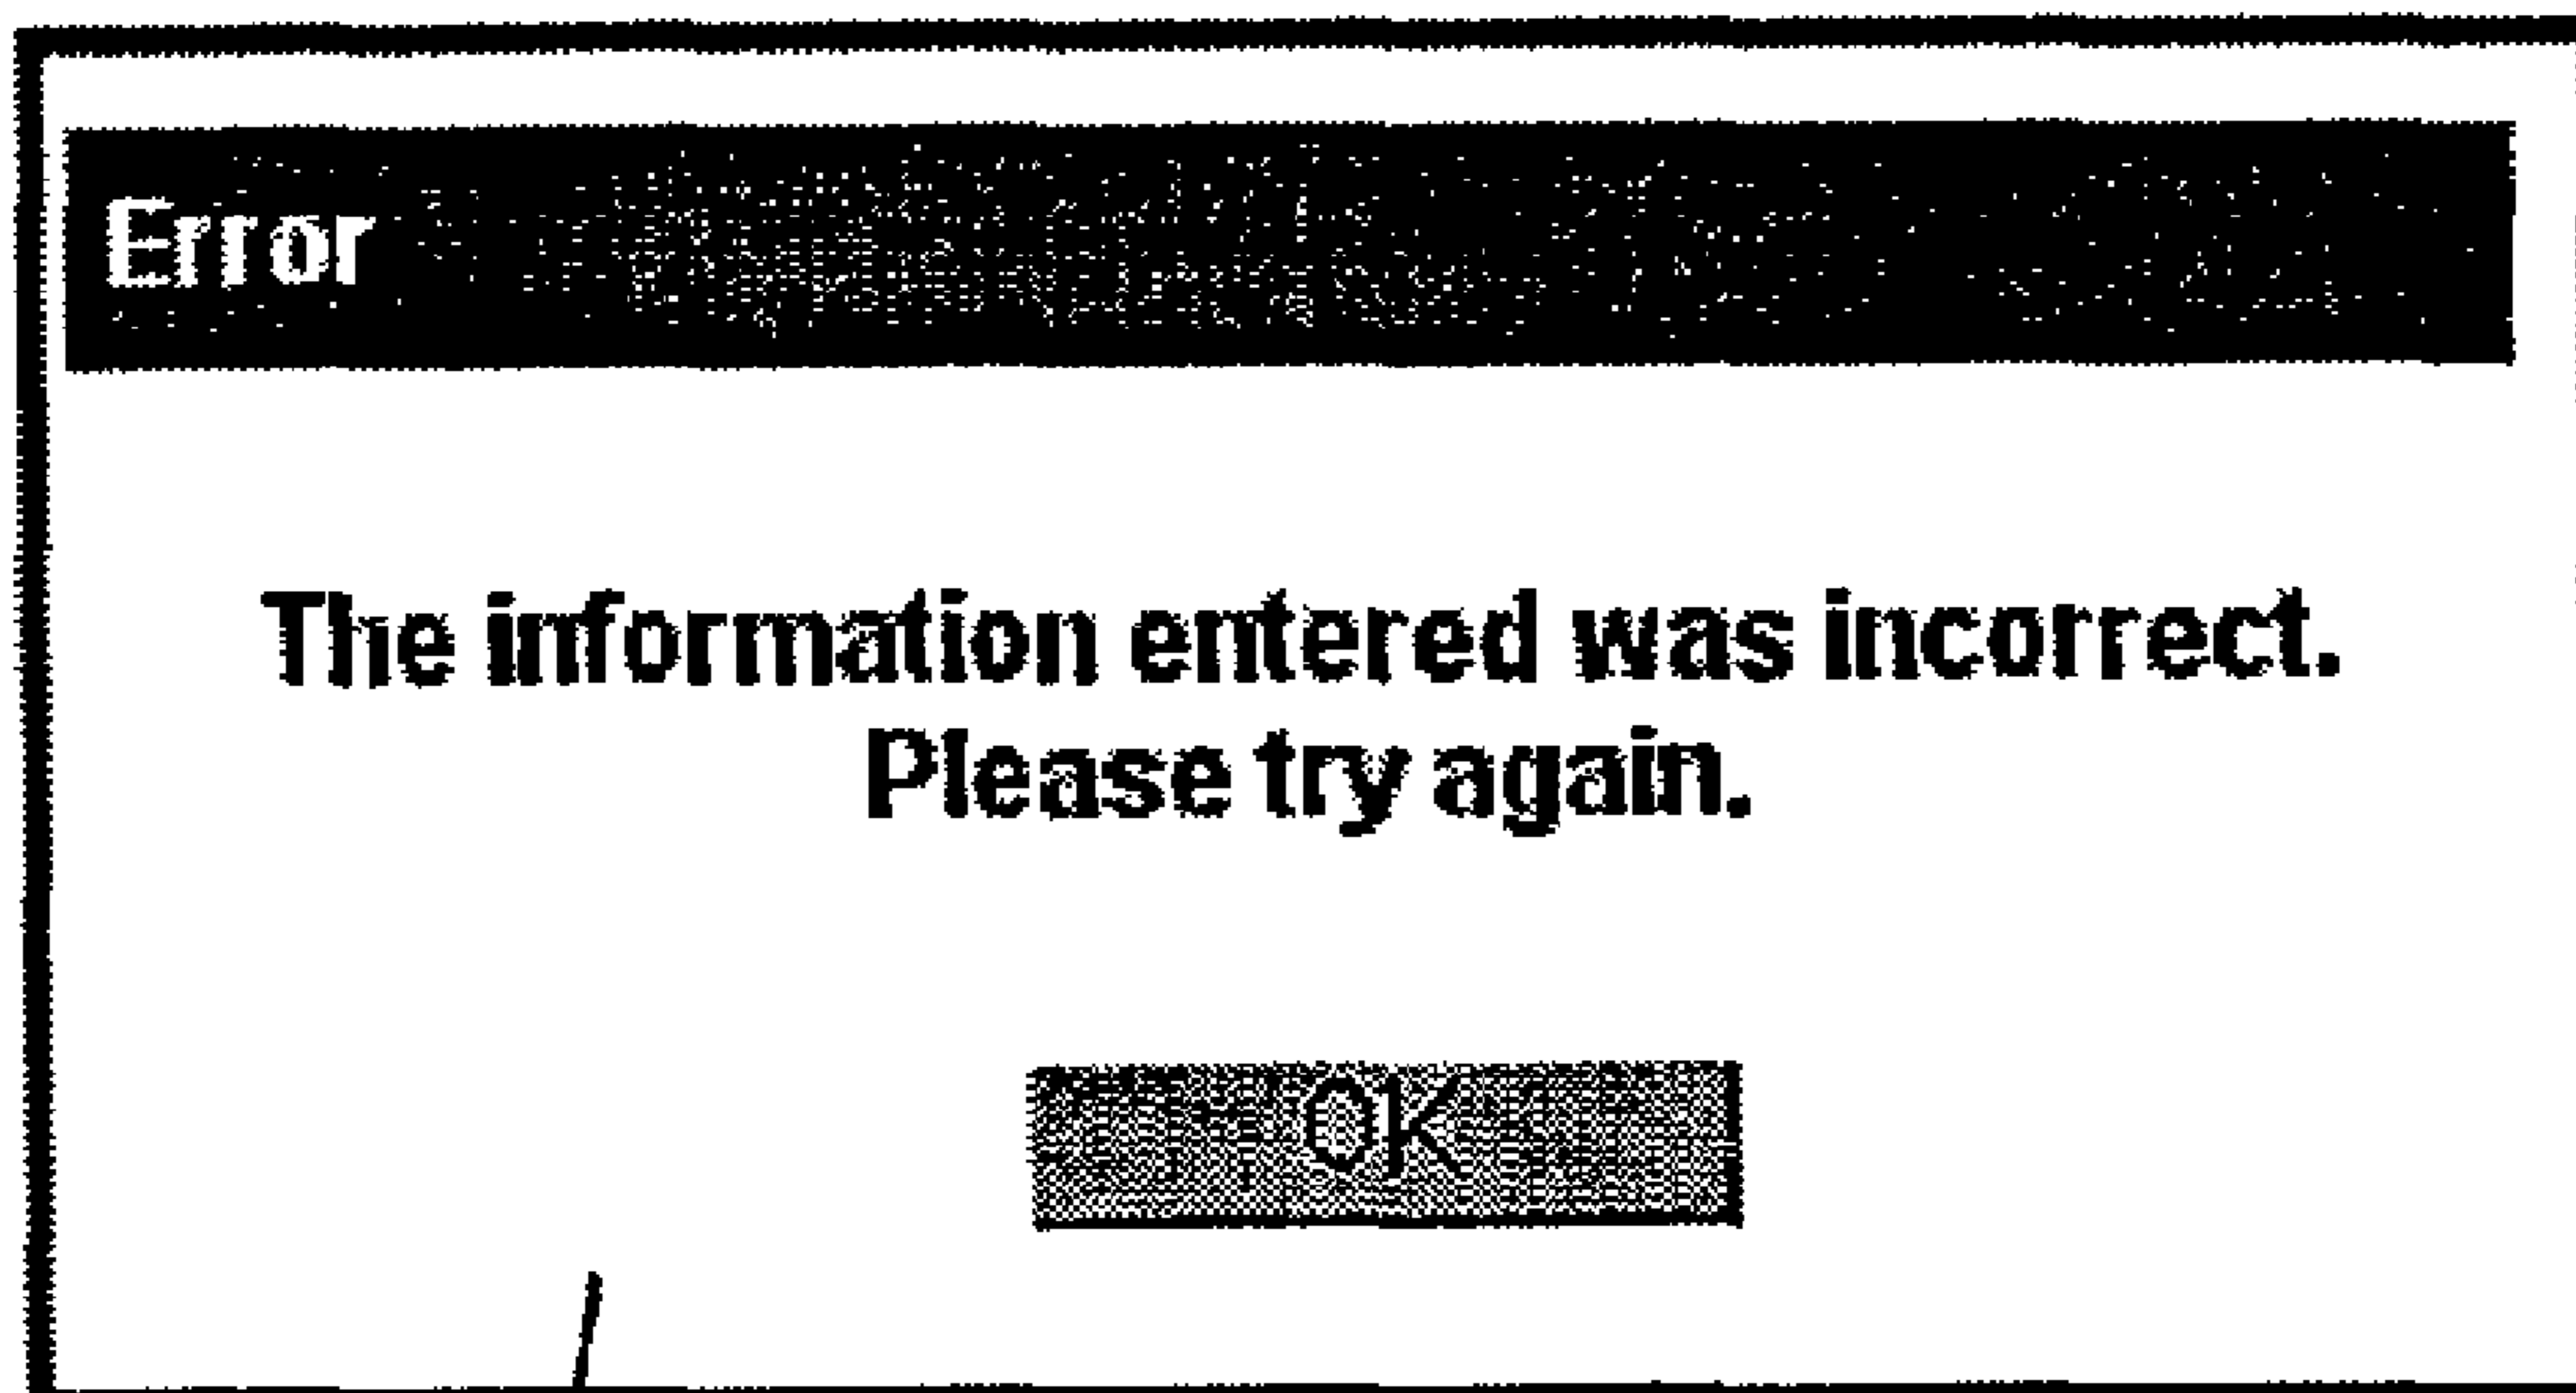 Error
The information entered was incorrect.
Please try again.
OK